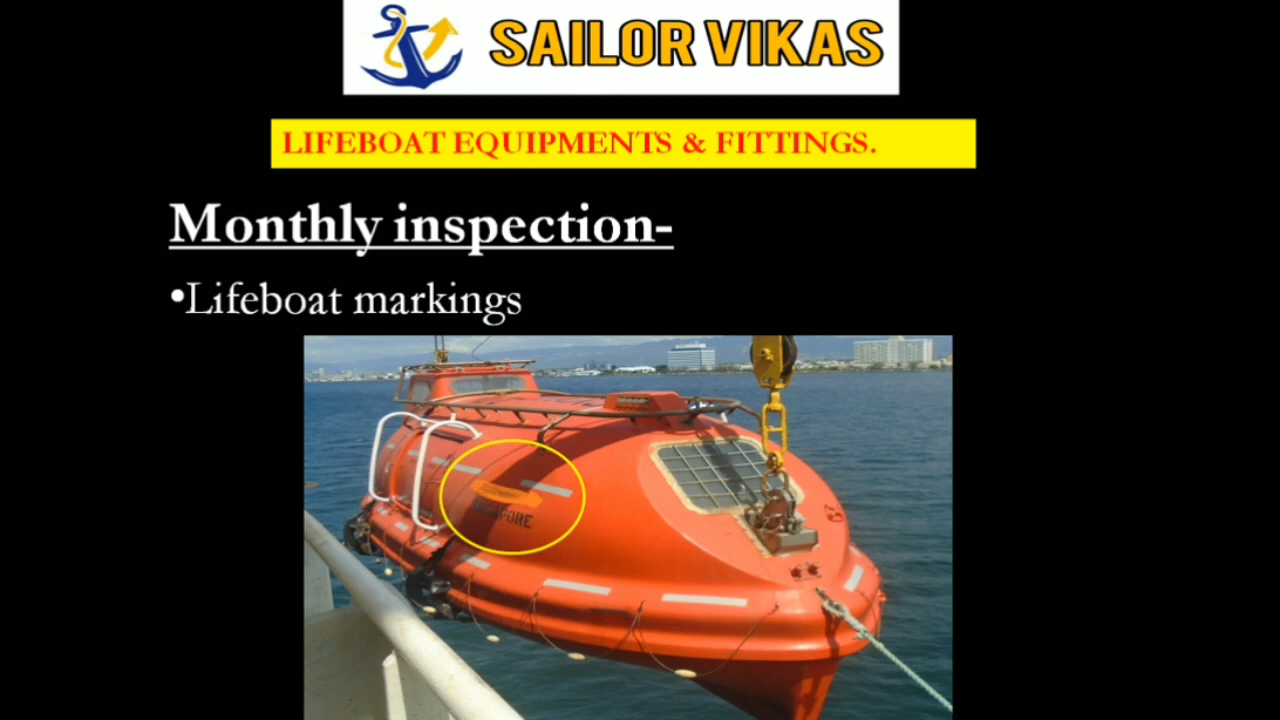 SAILOR VIKAS
LIFEBOAT EQUIPMENTS & FITTINGS.
Monthly inspection-
•Lifeboat markings